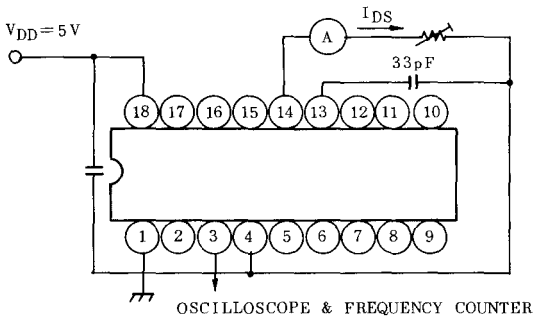 V_DD=5V
I_DS
A
33pF
18 17 16 15 14 13 12 11 10
1 2 3 4 5 6 7 8 9
OSCILLOSCOPE & FREQUENCY COUNTER